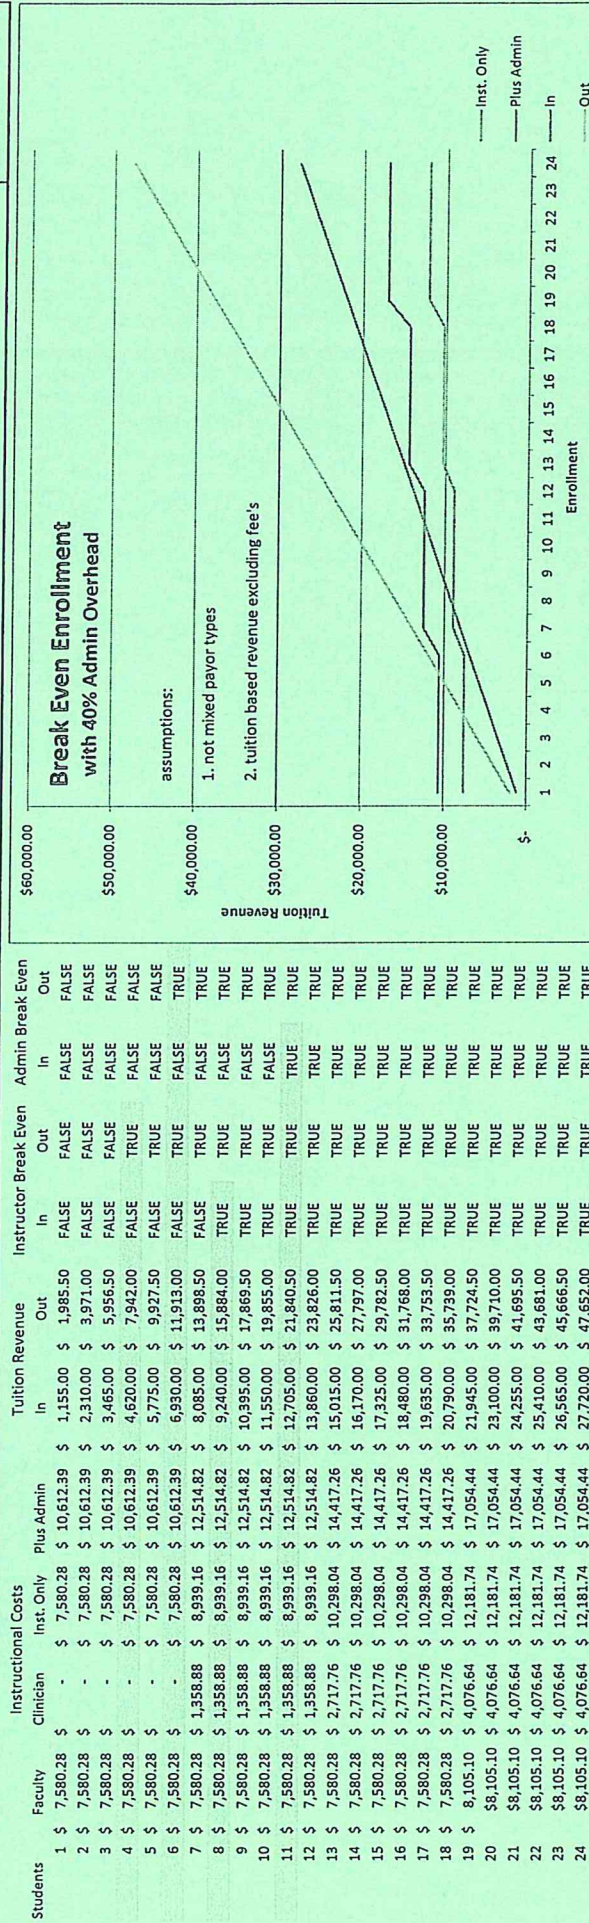 Instructional Costs Tuition Revenue Instructor Break Even Admin Break Even
Students Faculty Clinician Inst. Only Plus Admin In Out In Out In Out
1 $ 7,580.28 $ - $ 7,580.28 $ 10,612.39 $ 1,155.00 $ 1,985.50 FALSE FALSE FALSE FALSE
2 $ 7,580.28 $ - $ 7,580.28 $ 10,612.39 $ 2,310.00 $ 3,971.00 FALSE FALSE FALSE FALSE
3 $ 7,580.28 $ - $ 7,580.28 $ 10,612.39 $ 3,465.00 $ 5,956.50 FALSE FALSE FALSE FALSE
4 $ 7,580.28 $ - $ 7,580.28 $ 10,612.39 $ 4,620.00 $ 7,942.00 FALSE TRUE FALSE FALSE
5 $ 7,580.28 $ - $ 7,580.28 $ 10,612.39 $ 5,775.00 $ 9,927.50 FALSE TRUE FALSE FALSE
6 $ 7,580.28 $ - $ 7,580.28 $ 10,612.39 $ 6,930.00 $ 11,913.00 FALSE TRUE FALSE TRUE
7 $ 7,580.28 $ 1,358.88 $ 8,939.16 $ 12,514.82 $ 8,085.00 $ 13,898.50 FALSE TRUE FALSE TRUE
8 $ 7,580.28 $ 1,358.88 $ 8,939.16 $ 12,514.82 $ 9,240.00 $ 15,884.00 TRUE TRUE FALSE TRUE
9 $ 7,580.28 $ 1,358.88 $ 8,939.16 $ 12,514.82 $ 10,395.00 $ 17,869.50 TRUE TRUE FALSE TRUE
10 $ 7,580.28 $ 1,358.88 $ 8,939.16 $ 12,514.82 $ 11,550.00 $ 19,855.00 TRUE TRUE FALSE TRUE
11 $ 7,580.28 $ 1,358.88 $ 8,939.16 $ 12,514.82 $ 12,705.00 $ 21,840.50 TRUE TRUE TRUE TRUE
12 $ 7,580.28 $ 1,358.88 $ 8,939.16 $ 12,514.82 $ 13,860.00 $ 23,826.00 TRUE TRUE TRUE TRUE
13 $ 7,580.28 $ 2,717.76 $ 10,298.04 $ 14,417.26 $ 15,015.00 $ 25,811.50 TRUE TRUE TRUE TRUE
14 $ 7,580.28 $ 2,717.76 $ 10,298.04 $ 14,417.26 $ 16,170.00 $ 27,797.00 TRUE TRUE TRUE TRUE
15 $ 7,580.28 $ 2,717.76 $ 10,298.04 $ 14,417.26 $ 17,325.00 $ 29,782.50 TRUE TRUE TRUE TRUE
16 $ 7,580.28 $ 2,717.76 $ 10,298.04 $ 14,417.26 $ 18,480.00 $ 31,768.00 TRUE TRUE TRUE TRUE
17 $ 7,580.28 $ 2,717.76 $ 10,298.04 $ 14,417.26 $ 19,635.00 $ 33,753.50 TRUE TRUE TRUE TRUE
18 $ 7,580.28 $ 2,717.76 $ 10,298.04 $ 14,417.26 $ 20,790.00 $ 35,739.00 TRUE TRUE TRUE TRUE
19 $ 8,105.10 $ 4,076.64 $ 12,181.74 $ 17,054.44 $ 21,945.00 $ 37,724.50 TRUE TRUE TRUE TRUE
20 $8,105.10 $ 4,076.64 $ 12,181.74 $ 17,054.44 $ 23,100.00 $ 39,710.00 TRUE TRUE TRUE TRUE
21 $8,105.10 $ 4,076.64 $ 12,181.74 $ 17,054.44 $ 24,255.00 $ 41,695.50 TRUE TRUE TRUE TRUE
22 $8,105.10 $ 4,076.64 $ 12,181.74 $ 17,054.44 $ 25,410.00 $ 43,681.00 TRUE TRUE TRUE TRUE
23 $8,105.10 $ 4,076.64 $ 12,181.74 $ 17,054.44 $ 26,565.00 $ 45,666.50 TRUE TRUE TRUE TRUE
24 $8,105.10 $ 4,076.64 $ 12,181.74 $ 17,054.44 $ 27,720.00 $ 47,652.00 TRUE TRUE TRUE TRUE
Break Even Enrollment
with 40% Admin Overhead
assumptions:
1. not mixed payor types
2. tuition based revenue excluding fee's
Tuition Revenue
$60,000.00
$50,000.00
$40,000.00
$30,000.00
$20,000.00
$10,000.00
$-
1 2 3 4 5 6 7 8 9 10 11 12 13 14 15 16 17 18 19 20 21 22 23 24
Enrollment
Inst. Only
Plus Admin
In
Out